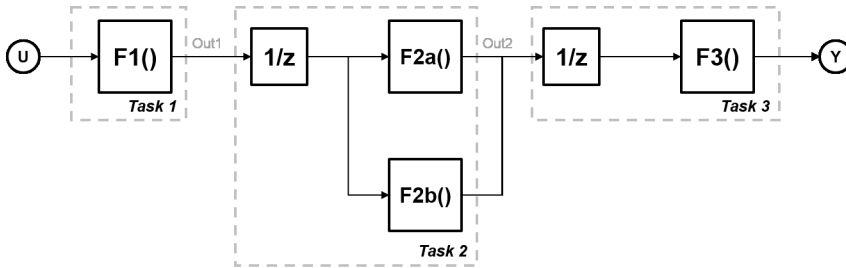 U
F1()
Out1
1/z
F2a()
Out2
1/z
F3()
Y
Task 1
Task 3
F2b()
Task 2